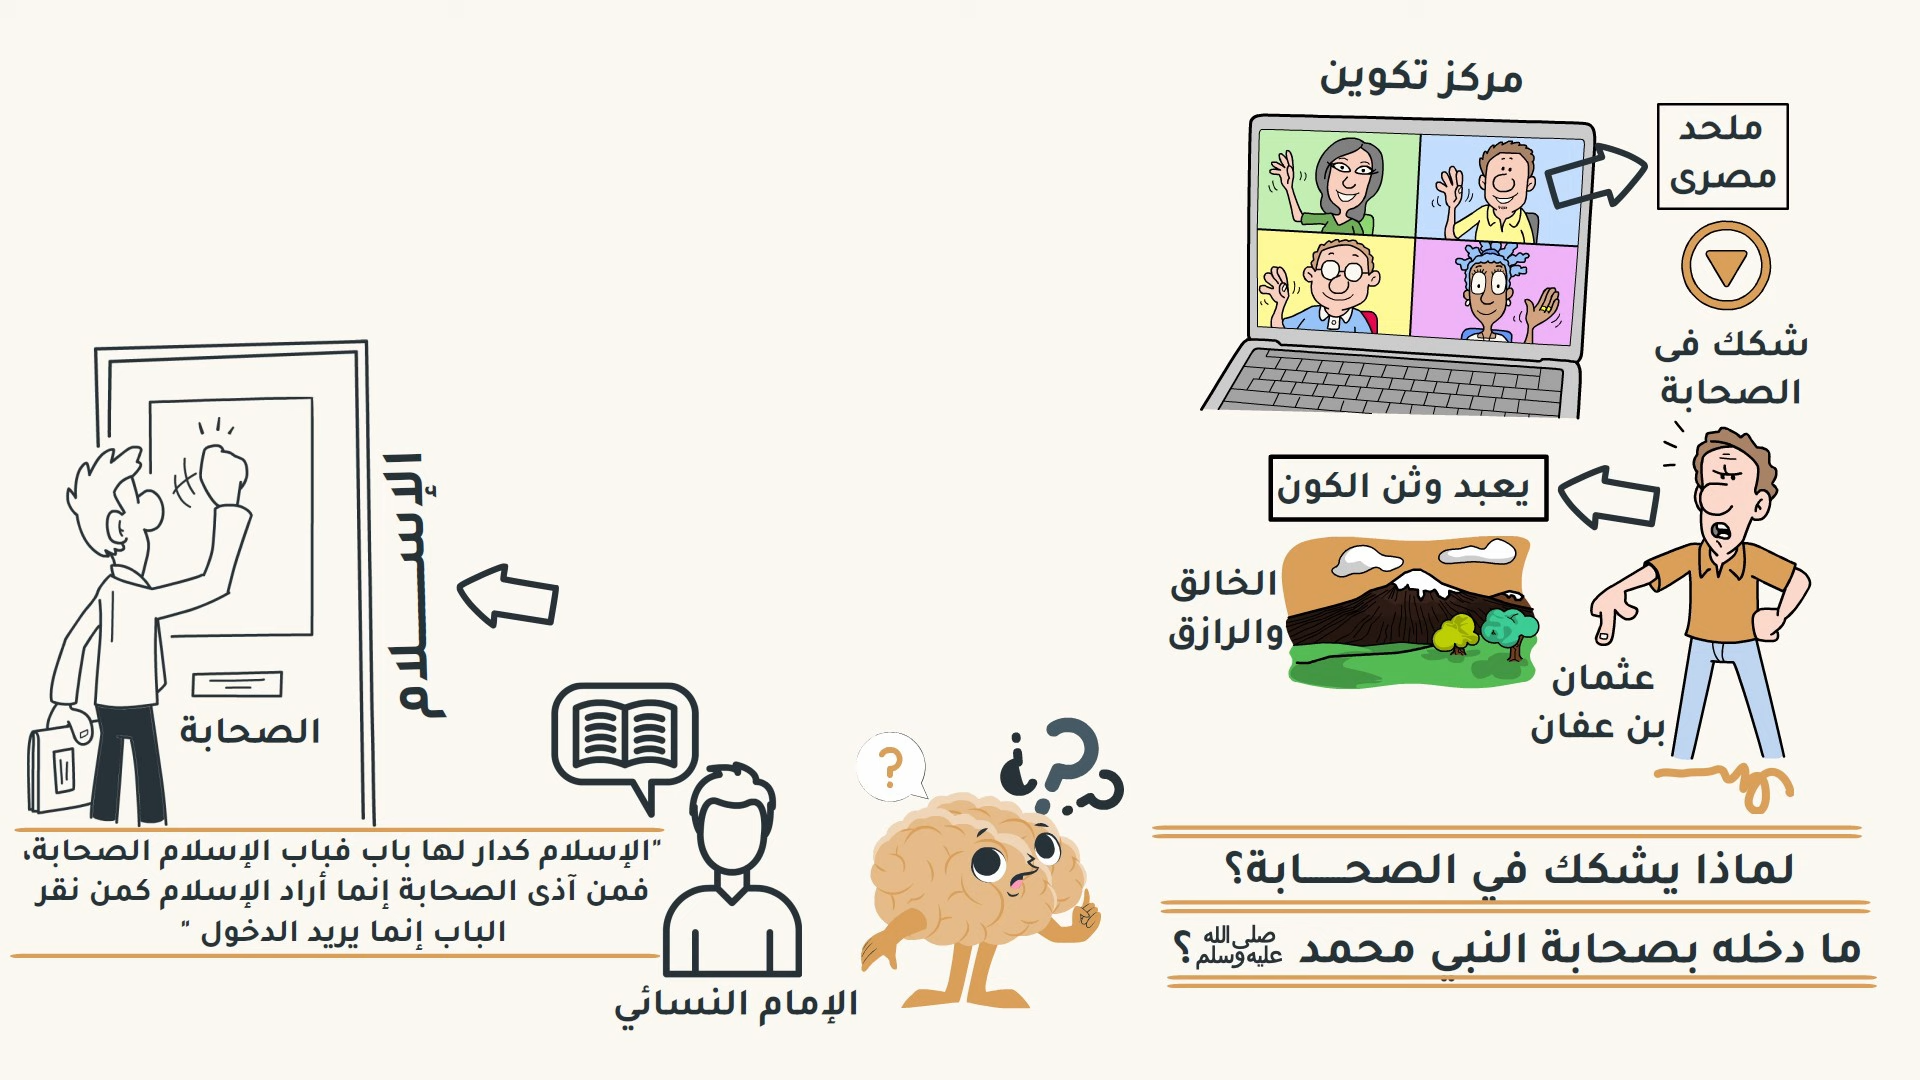 مركز تكوين
ملحد
مصرى
شكك فى
الصحابة
يعبد وثن الكون
الخالق
والرازق
عثمان
بن عفان
لماذا يشكك في الصحـــابة؟
ما دخله بصحابة النبي محمد ﷺ؟
الإســـلام
الصحابة
"الإسلام كدار لها باب فباب الإسلام الصحابة،
فمن آذى الصحابة إنما أراد الإسلام كمن نقر
الباب إنما يريد الدخول "
الإمام النسائي